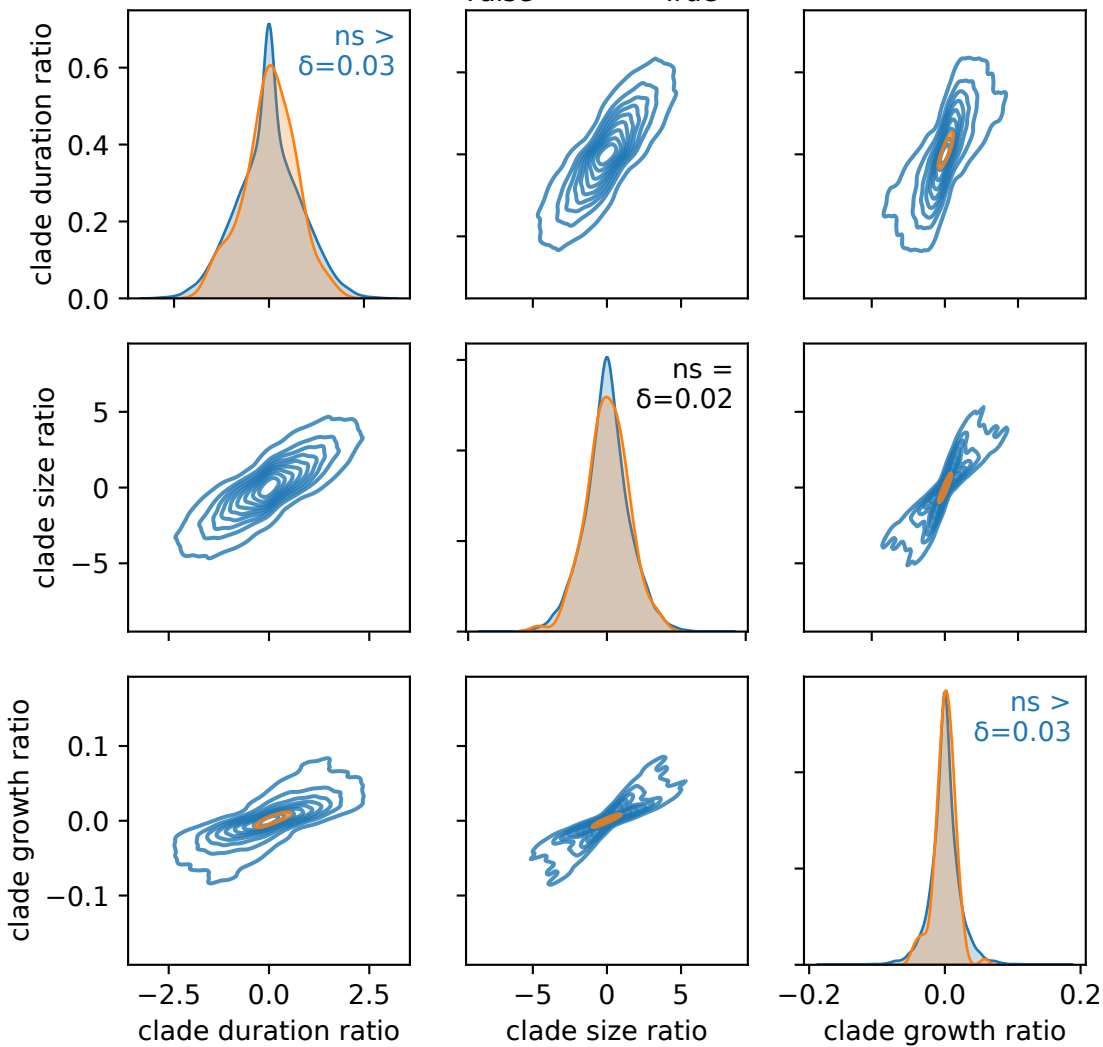 clade duration ratio
0.6
0.4
0.2
0.0
ns >
δ=0.03
clade size ratio
5
0
−5
ns =
δ=0.02
clade growth ratio
0.1
0.0
−0.1
ns >
δ=0.03
−2.5
0.0
2.5
clade duration ratio
−5
0
5
clade size ratio
−0.2
0.0
0.2
clade growth ratio